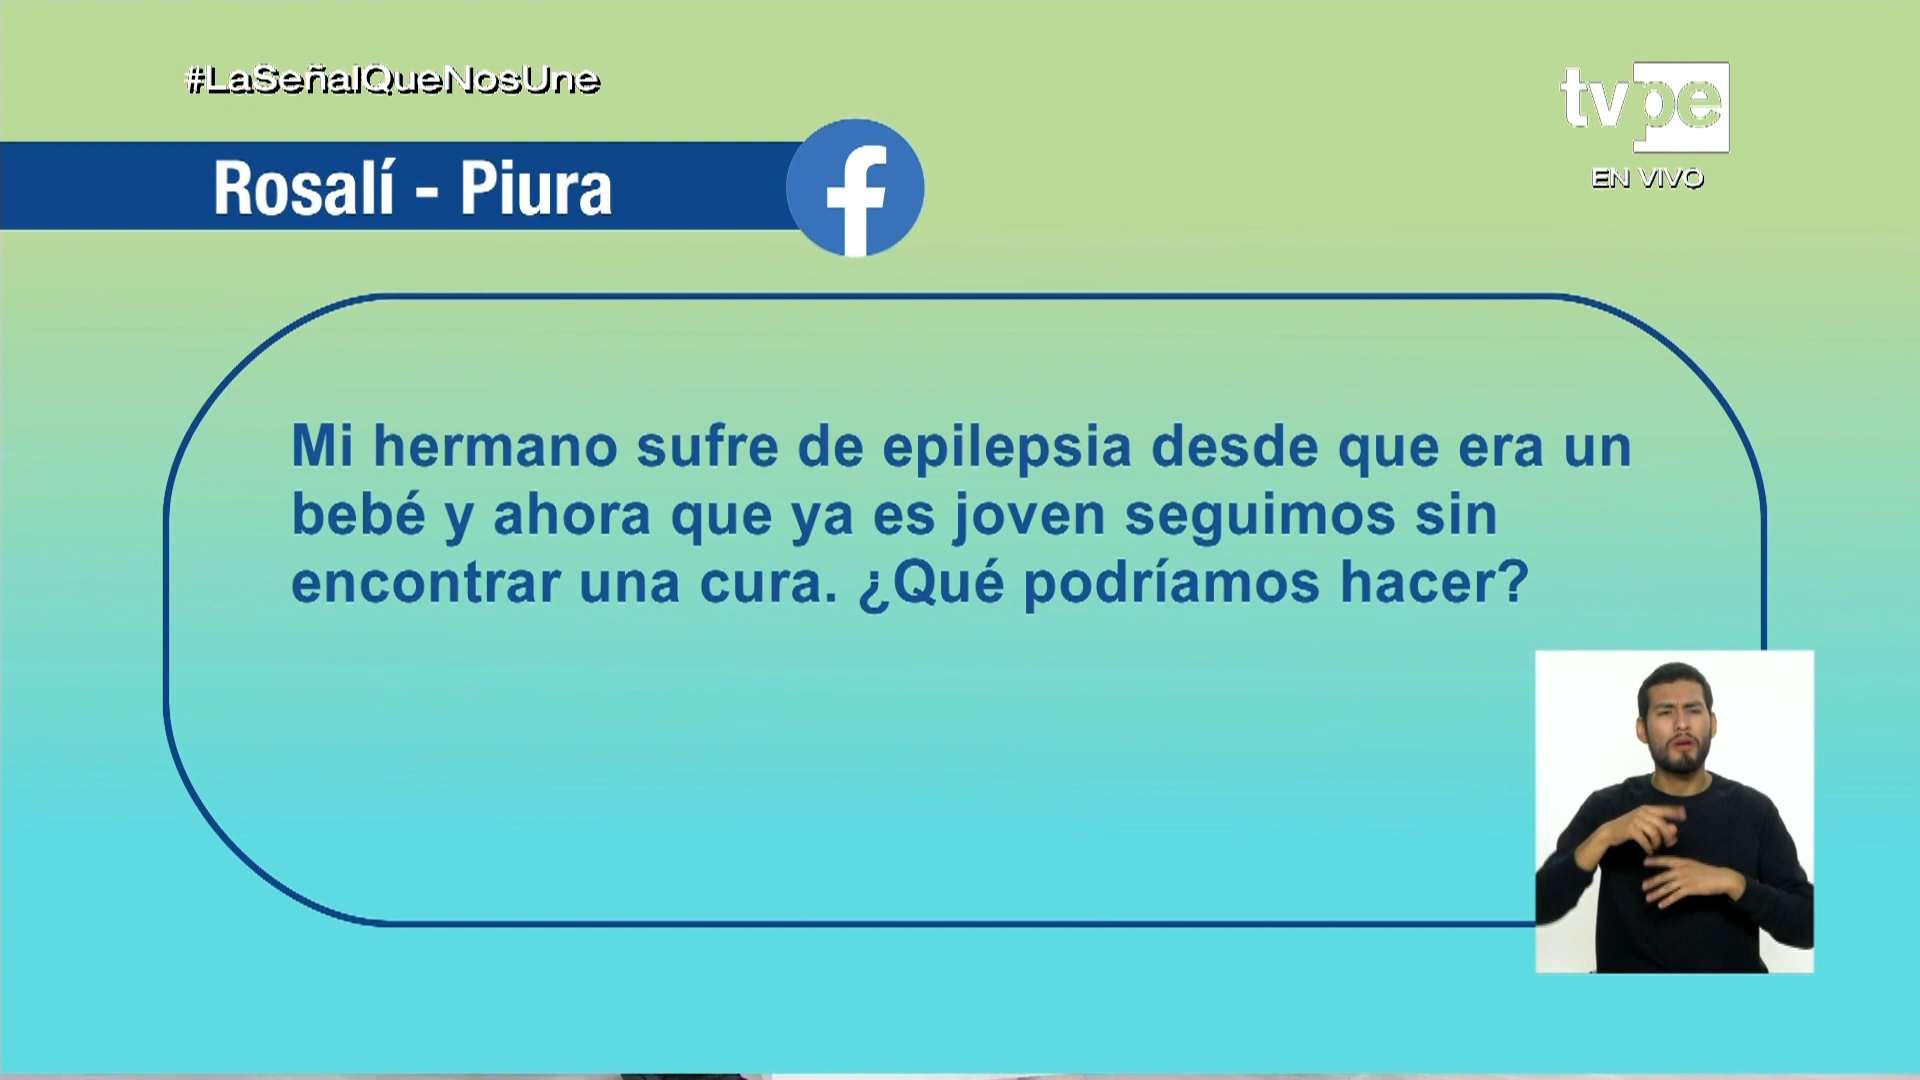 #LaSeñalQueNosUne
tvpe
EN VIVO
Rosalí - Piura
Mi hermano sufre de epilepsia desde que era un
bebé y ahora que ya es joven seguimos sin
encontrar una cura. ¿Qué podríamos hacer?